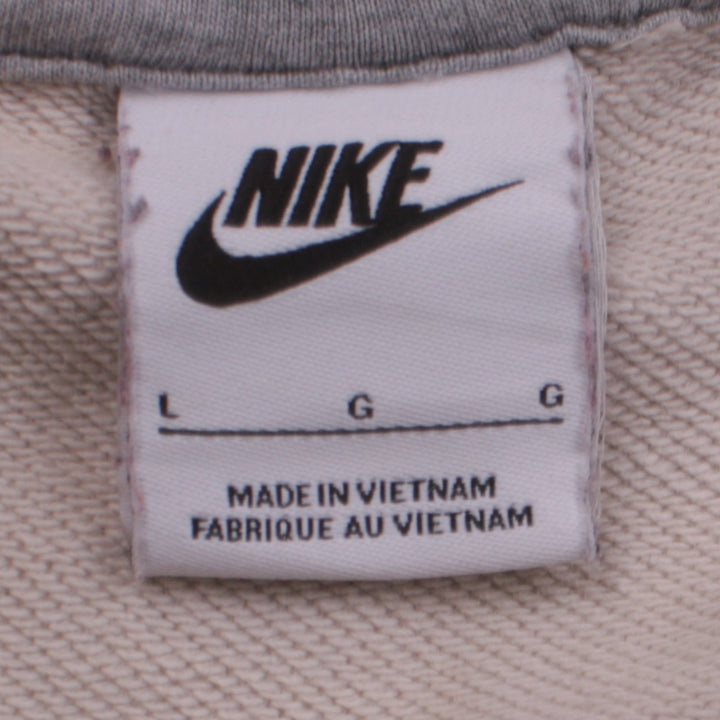 NIKE
L G G
MADE IN VIETNAM
FABRIQUE AU VIETNAM